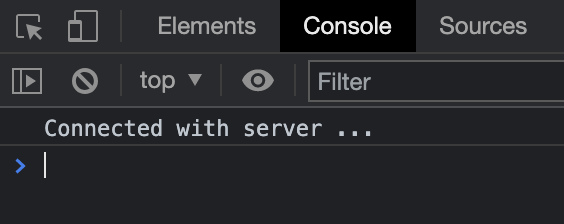 Elements Console Sources
top Filter
Connected with server ...